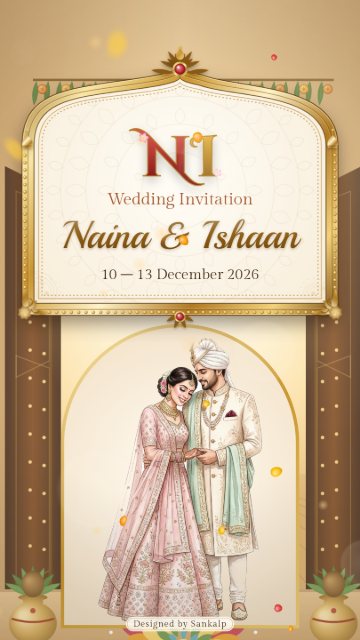 NI
Wedding Invitation
Naina & Ishaan
10 — 13 December 2026
Designed by Sankalp